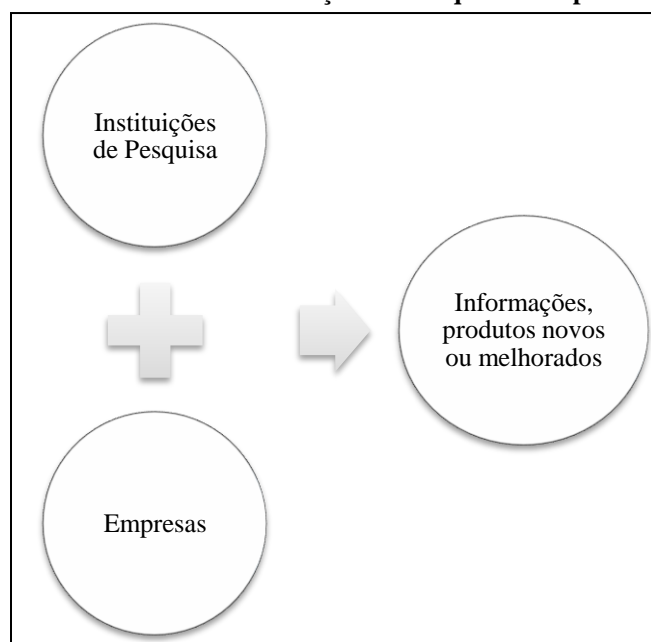 Instituições
de Pesquisa
Informações,
produtos novos
ou melhorados
Empresas